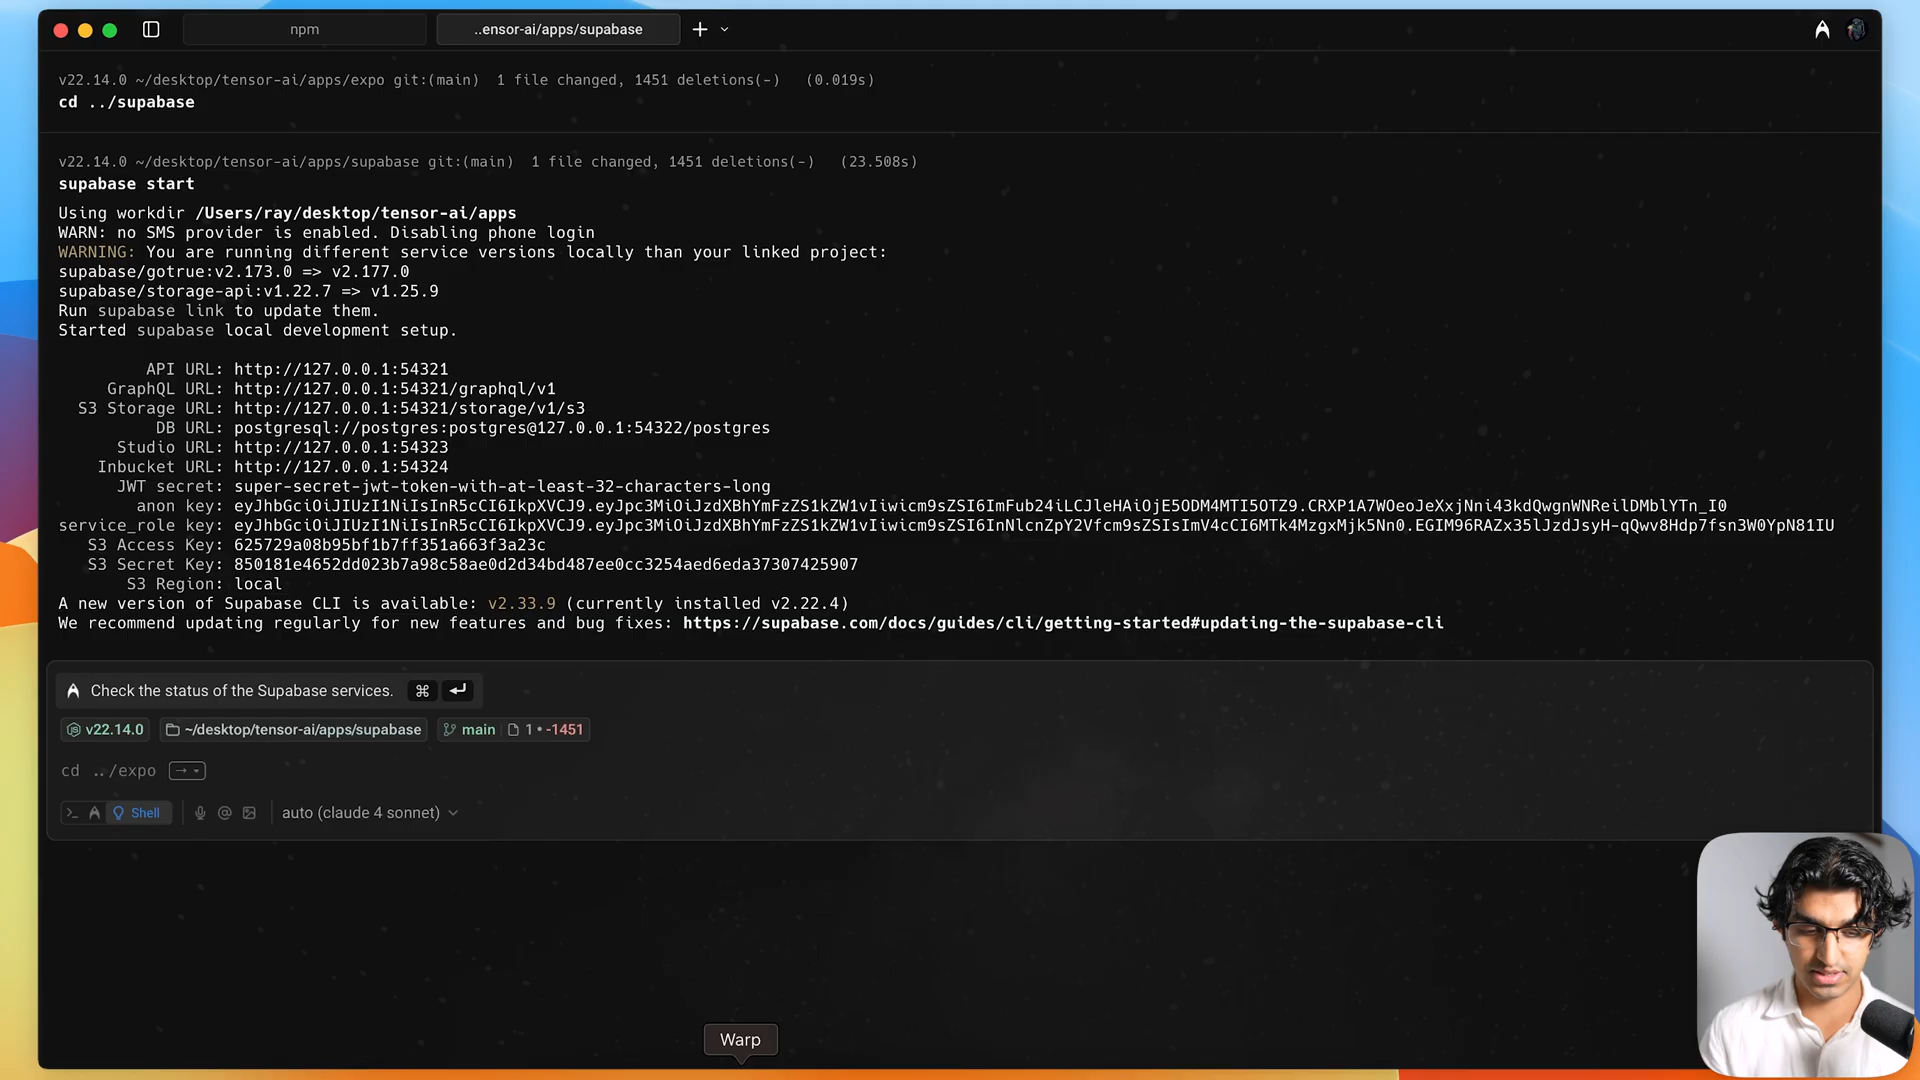 npm
..ensor-ai/apps/supabase
v22.14.0 ~/desktop/tensor-ai/apps/expo git:(main)  1 file changed, 1451 deletions(-)   (0.019s)
cd ../supabase
v22.14.0 ~/desktop/tensor-ai/apps/supabase git:(main)  1 file changed, 1451 deletions(-)   (23.508s)
supabase start
Using workdir /Users/ray/desktop/tensor-ai/apps
WARN: no SMS provider is enabled. Disabling phone login
WARNING: You are running different service versions locally than your linked project:
supabase/gotrue:v2.173.0 => v2.177.0
supabase/storage-api:v1.22.7 => v1.25.9
Run supabase link to update them.
Started supabase local development setup.
API URL: http://127.0.0.1:54321
GraphQL URL: http://127.0.0.1:54321/graphql/v1
S3 Storage URL: http://127.0.0.1:54321/storage/v1/s3
DB URL: postgresql://postgres:postgres@127.0.0.1:54322/postgres
Studio URL: http://127.0.0.1:54323
Inbucket URL: http://127.0.0.1:54324
JWT secret: super-secret-jwt-token-with-at-least-32-characters-long
anon key: eyJhbGciOiJIUzI1NiIsInR5cCI6IkpXVCJ9.eyJpc3MiOiJzdXBhYmFzZS1kZW1vIiwicm9sZSI6ImFub24iLCJleHAiOjE5ODM4MTI5OTZ9.CRXP1A7WOeoJeXxjNni43kdQwgnWNReilDMblYTn_I0
service_role key: eyJhbGciOiJIUzI1NiIsInR5cCI6IkpXVCJ9.eyJpc3MiOiJzdXBhYmFzZS1kZW1vIiwicm9sZSI6InNlcnZpY2Vfcm9sZSIsImV4cCI6MTk4MzgxMjk5Nn0.EGIM96RAZx35lJzdJsyH-qQwv8Hdp7fsn3W0YpN81IU
S3 Access Key: 625729a08b95bf1b7ff351a663f3a23c
S3 Secret Key: 850181e4652dd023b7a98c58ae0d2d34bd487ee0cc3254aed6eda37307425907
S3 Region: local
A new version of Supabase CLI is available: v2.33.9 (currently installed v2.22.4)
We recommend updating regularly for new features and bug fixes: https://supabase.com/docs/guides/cli/getting-started#updating-the-supabase-cli
Check the status of the Supabase services. ⌘ ↵
v22.14.0 ~/desktop/tensor-ai/apps/supabase main 1 • -1451
cd ../expo →
Shell @ auto (claude 4 sonnet)
Warp